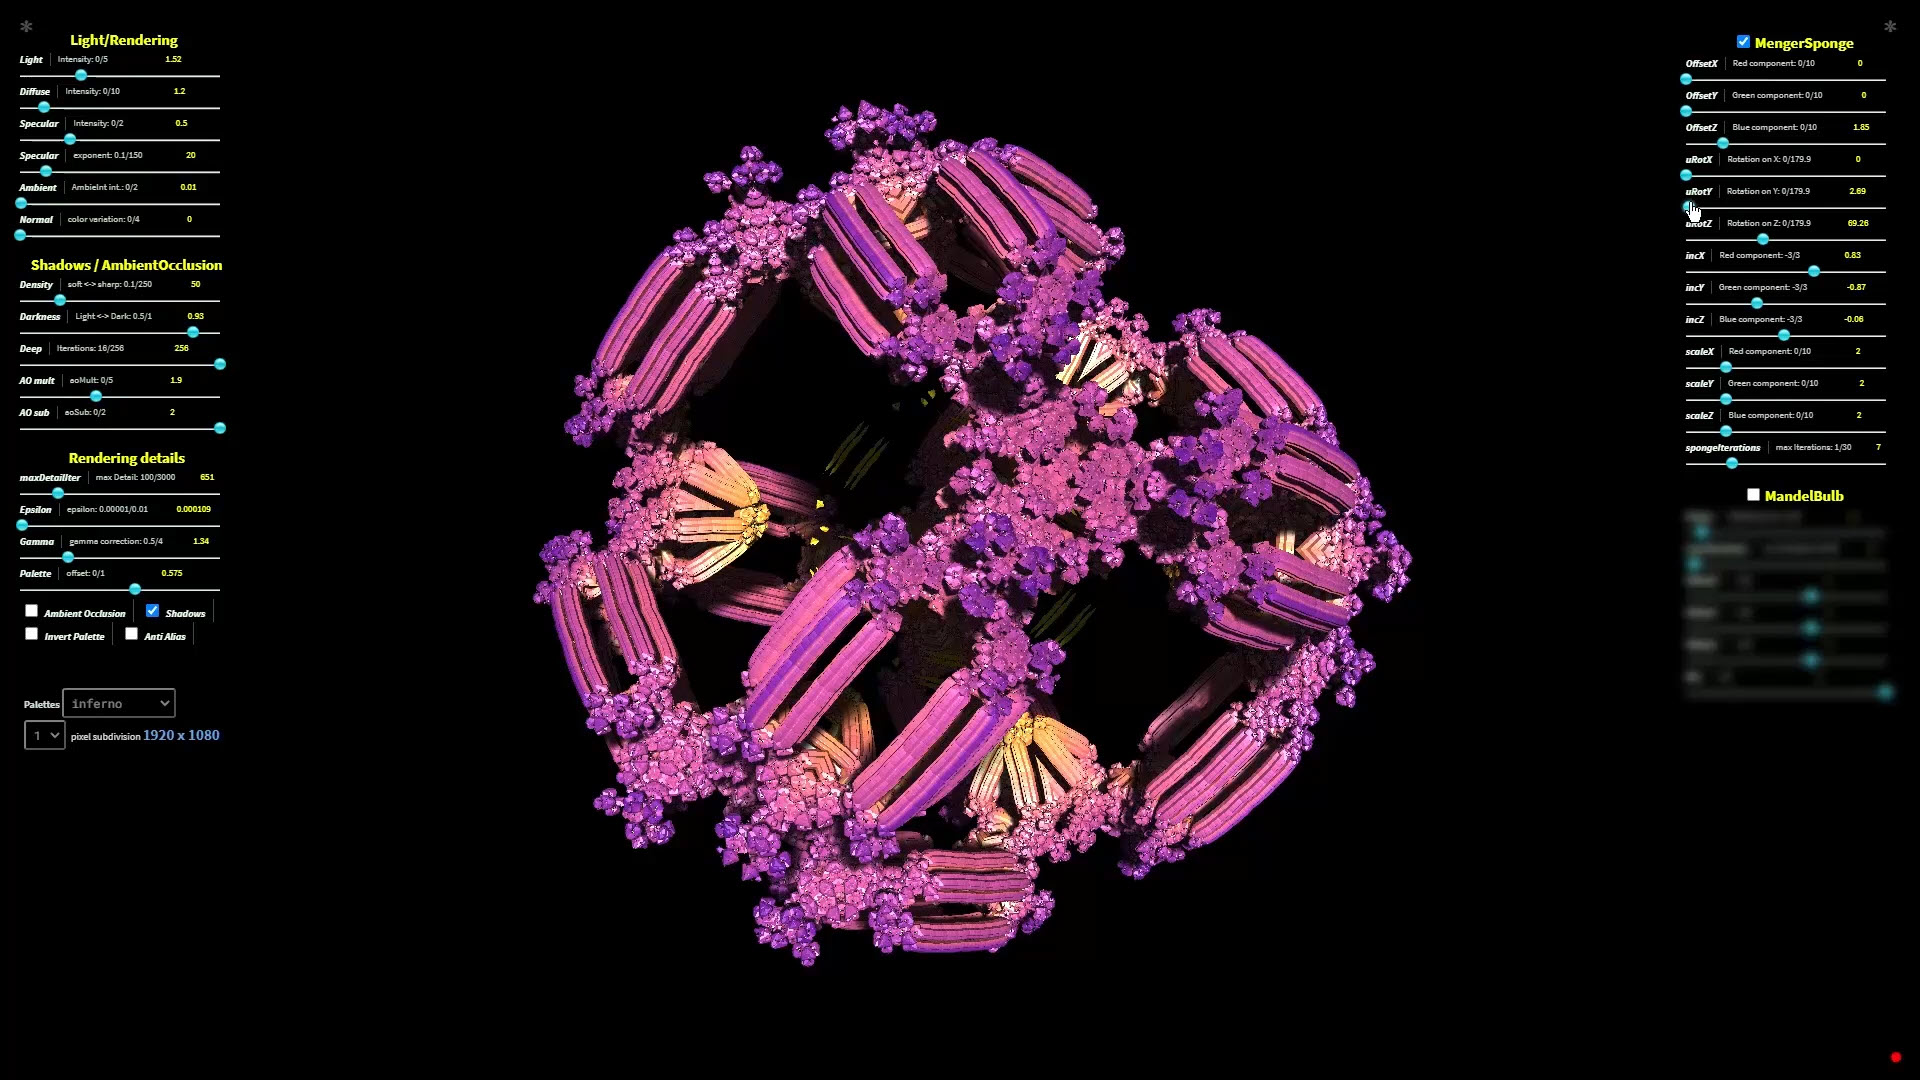 *
Light/Rendering
Light | Intensity: 0/5 1.52
Diffuse | Intensity: 0/10 1.2
Specular | Intensity: 0/2 0.5
Specular | exponent: 0.1/150 20
Ambient | AmbieInt int.: 0/2 0.01
Normal | color variation: 0/4 0
Shadows / AmbientOcclusion
Density | soft <-> sharp: 0.1/250 50
Darkness | Light <-> Dark: 0.5/1 0.93
Deep | Iterations: 16/256 256
AO mult | aoMult: 0/5 1.9
AO sub | aoSub: 0/2 2
Rendering details
maxDetailIter | max Detail: 100/3000 651
Epsilon | epsilon: 0.00001/0.01 0.000109
Gamma | gamma correction: 0.5/4 1.34
Palette | offset: 0/1 0.575
Ambient Occlusion | Shadows |
Invert Palette | Anti Alias |
Palettes inferno
1 pixel subdivision 1920 x 1080
*
MengerSponge
OffsetX | Red component: 0/10 0
OffsetY | Green component: 0/10 0
OffsetZ | Blue component: 0/10 1.85
uRotX | Rotation on X: 0/179.9 0
uRotY | Rotation on Y: 0/179.9 2.69
uRotZ | Rotation on Z: 0/179.9 69.26
incX | Red component: -3/3 0.83
incY | Green component: -3/3 -0.87
incZ | Blue component: -3/3 -0.06
scaleX | Red component: 0/10 2
scaleY | Green component: 0/10 2
scaleZ | Blue component: 0/10 2
spongeIterations | max Iterations: 1/30 7
MandelBulb